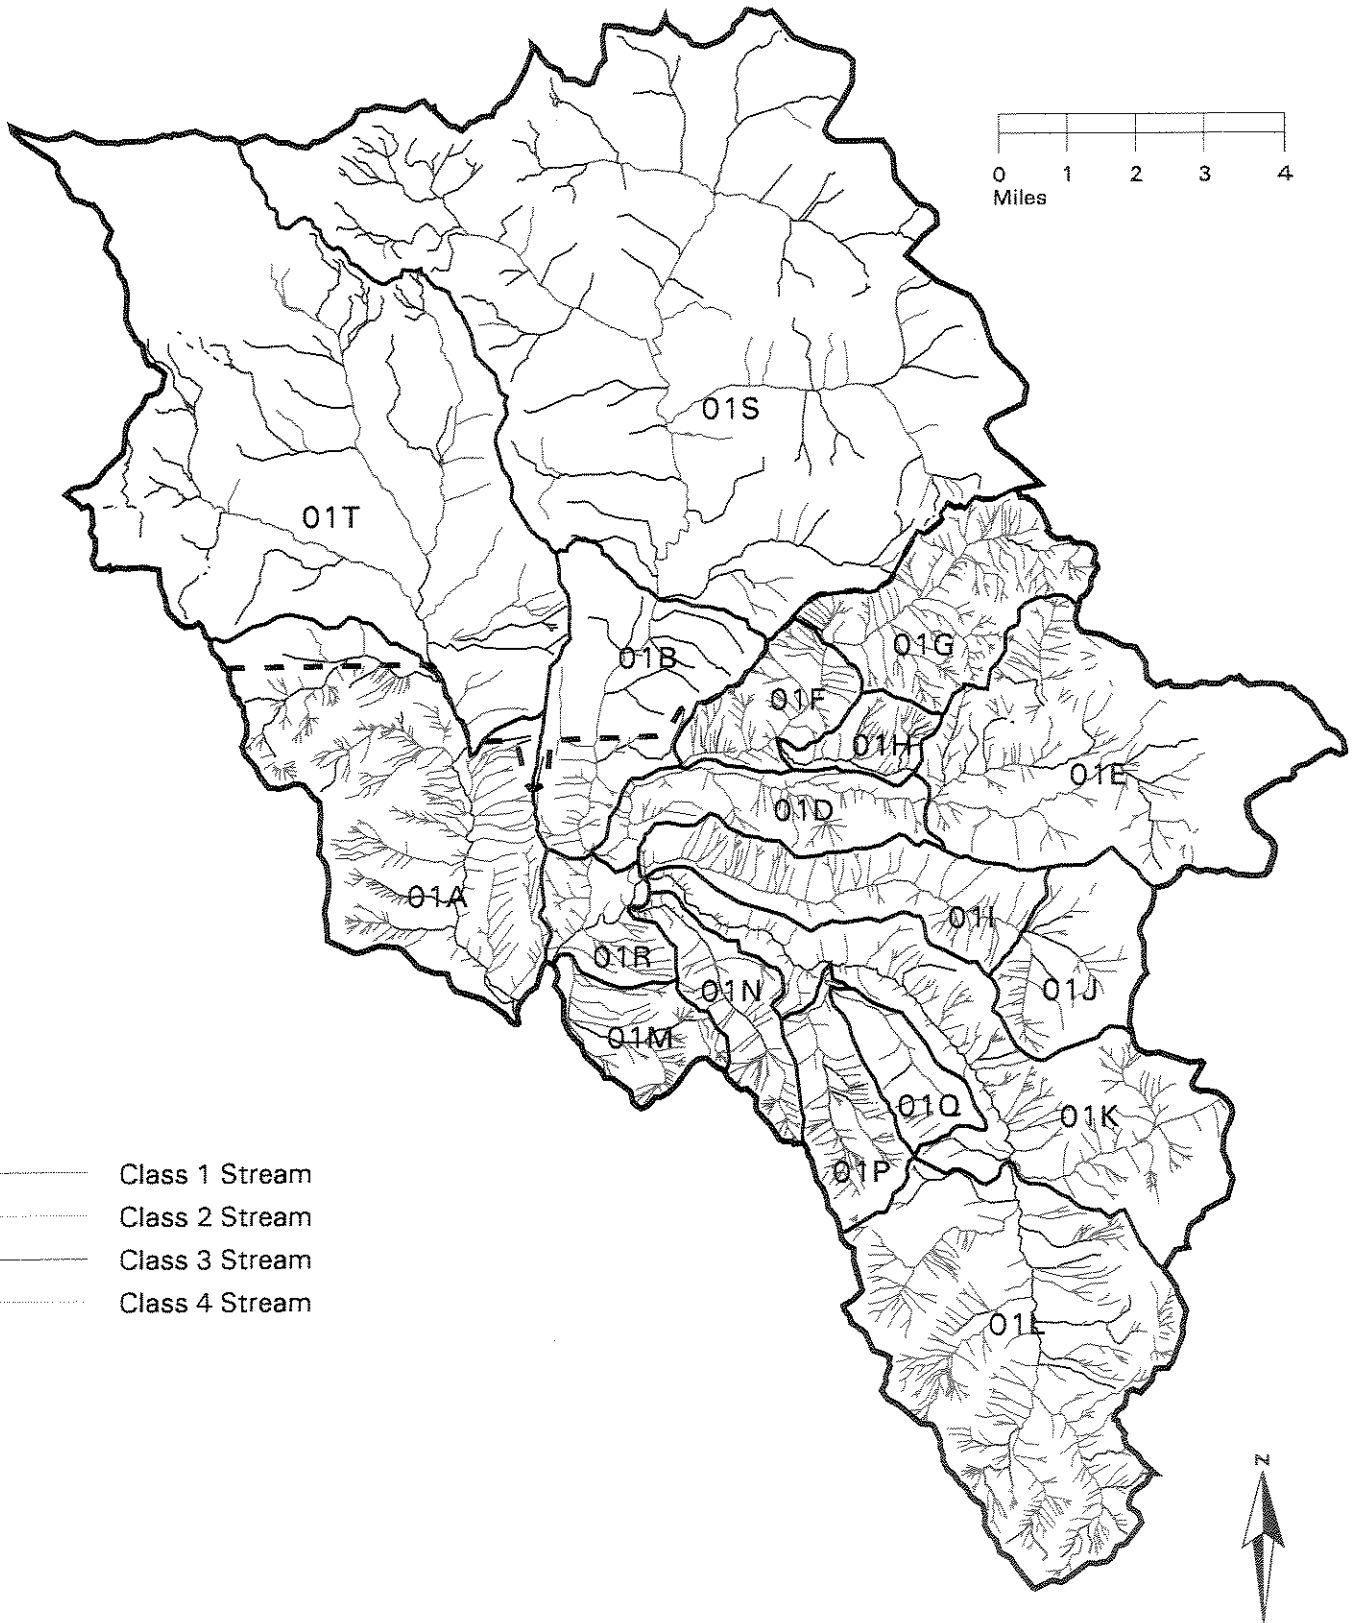 0 1 2 3 4
Miles
01S
01T
01B
01G
01F
01H
01E
01D
01A
01I
01R
01N
01J
01M
01Q
01K
01P
Class 1 Stream
Class 2 Stream
Class 3 Stream
Class 4 Stream
01L
N